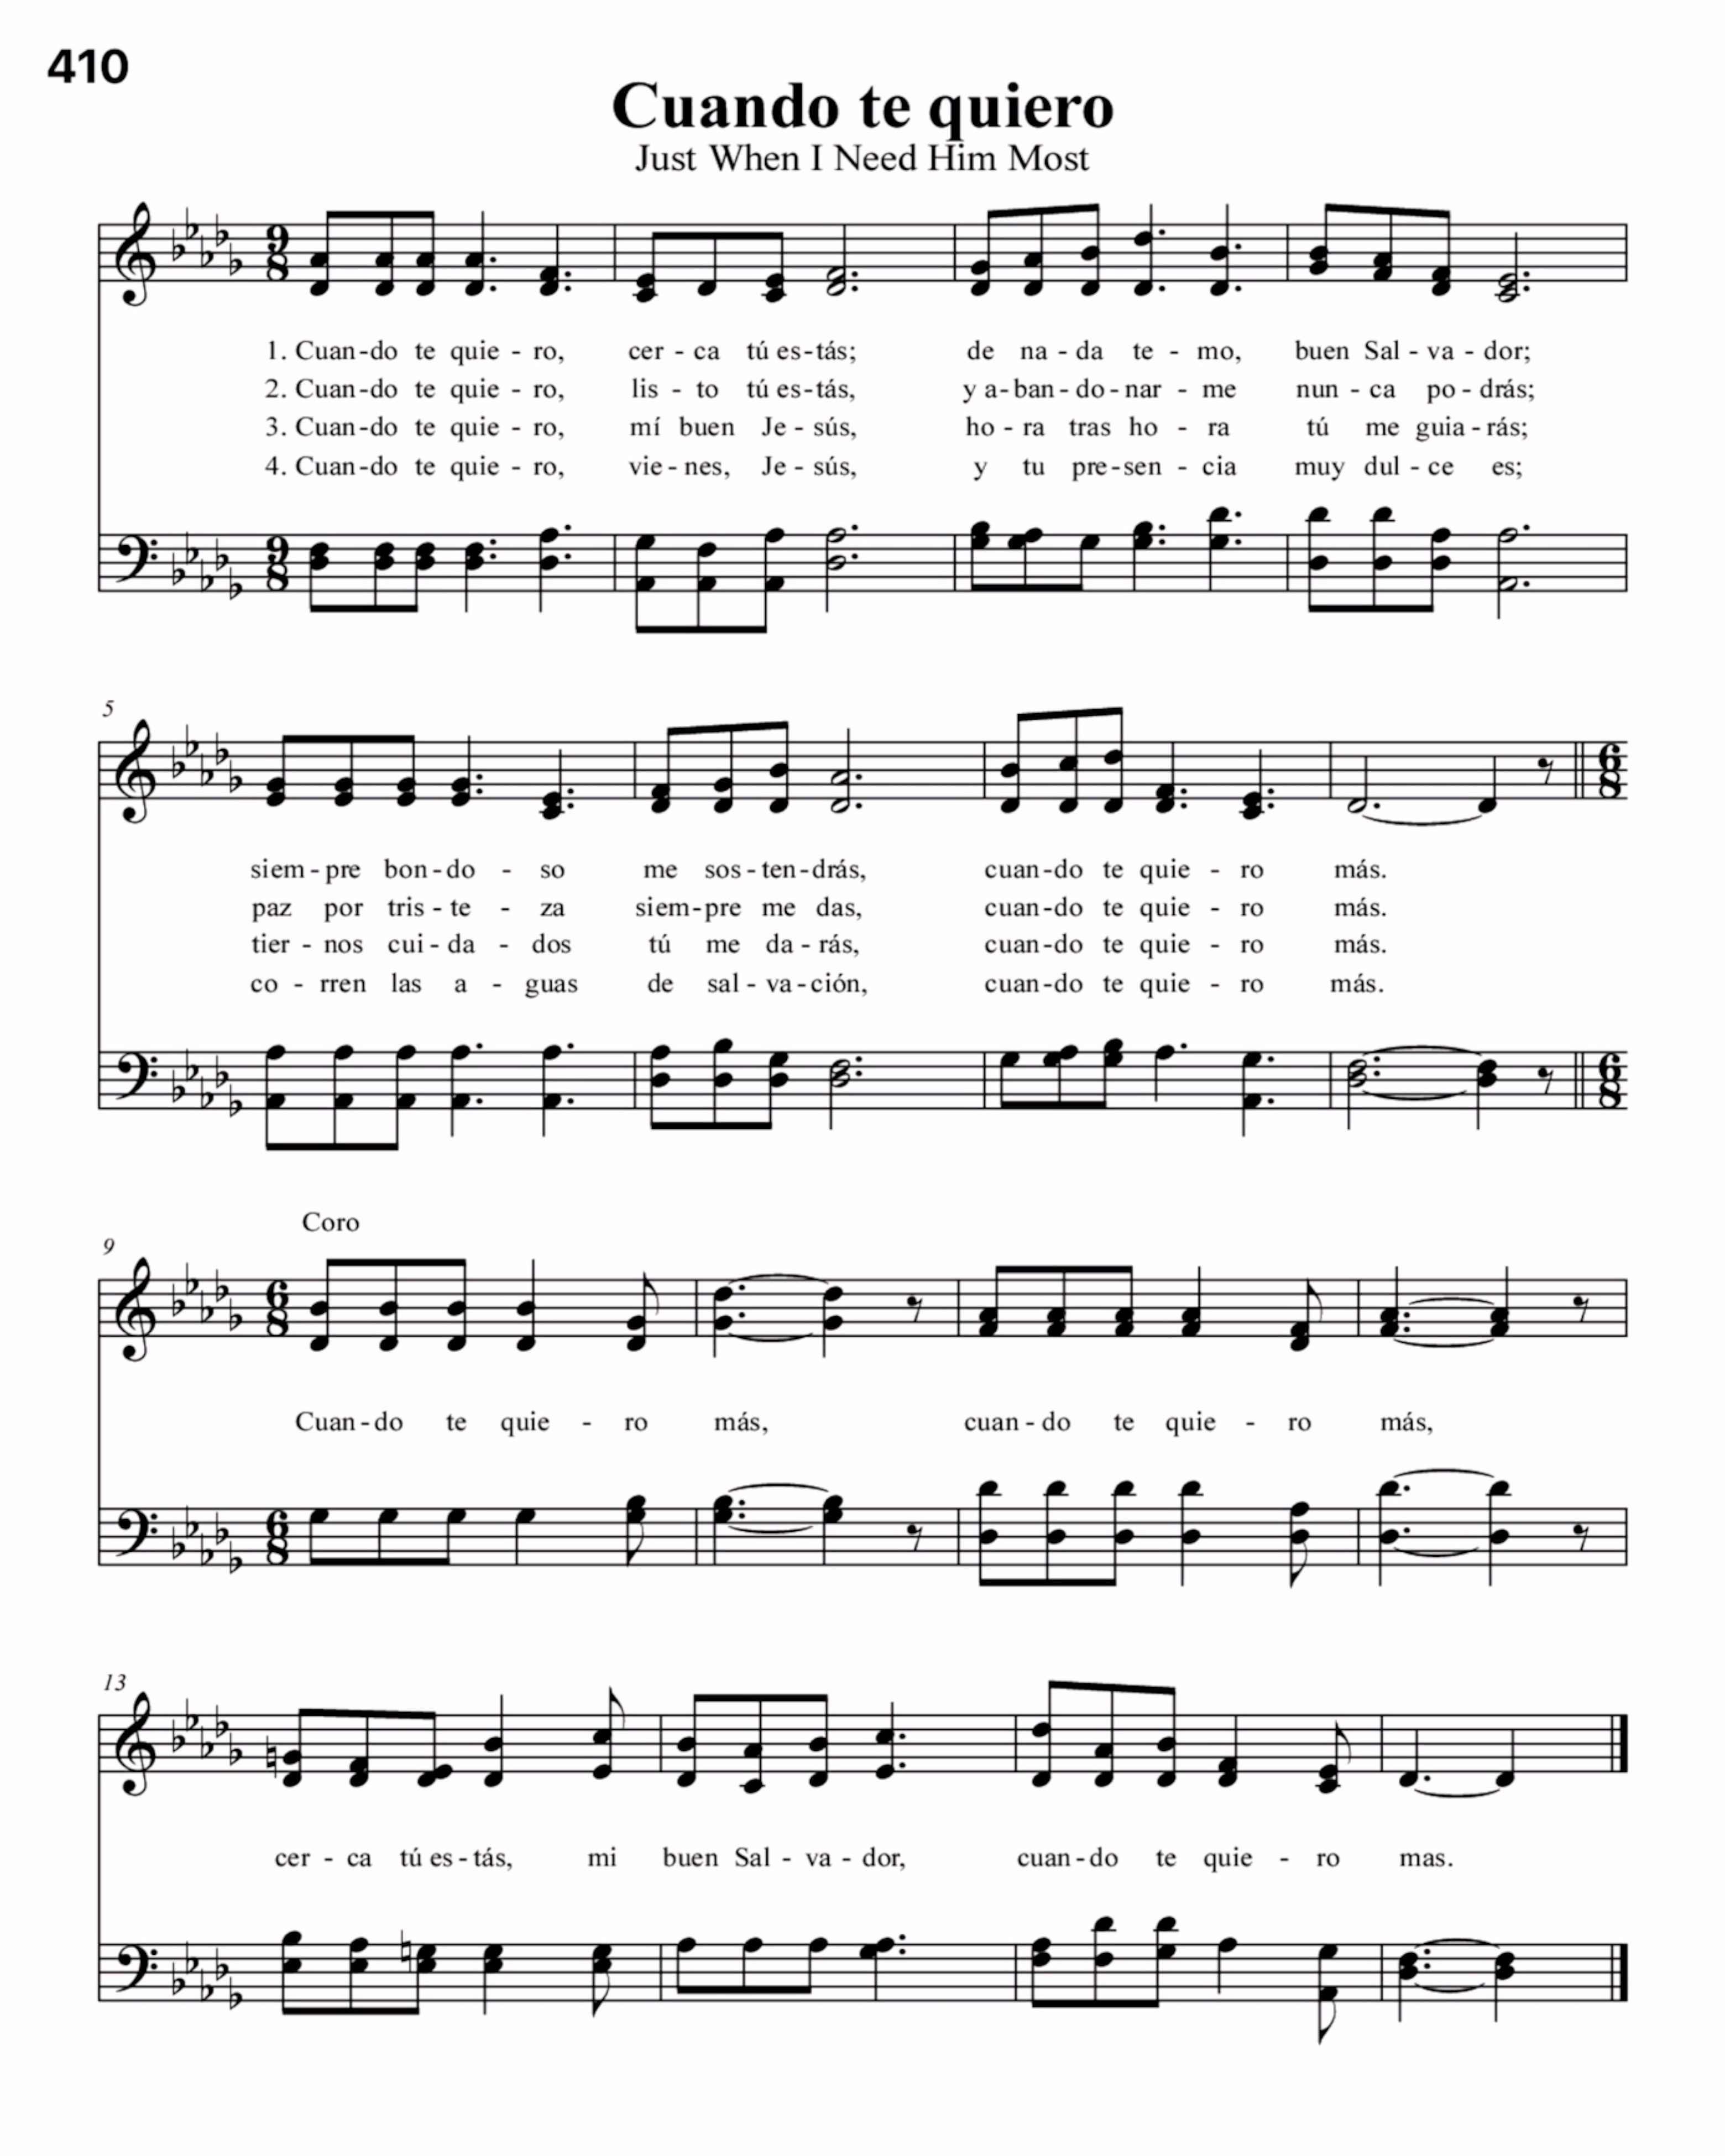 410
Cuando te quiero
Just When I Need Him Most
1. Cuan-do te quie - ro, cer - ca tú es-tás; de na - da te - mo, buen Sal - va - dor;
2. Cuan-do te quie - ro, lis - to tú es-tás, y a-ban-do-nar - me nun - ca po-drás;
3. Cuan-do te quie - ro, mí buen Je - sús, ho - ra tras ho - ra tú me guia-rás;
4. Cuan-do te quie - ro, vie - nes, Je - sús, y tu pre-sen - cia muy dul - ce es;
5
siem-pre bon-do - so me sos-ten-drás, cuan-do te quie - ro más.
paz por tris - te - za siem-pre me das, cuan-do te quie - ro más.
tier - nos cui - da - dos tú me da - rás, cuan-do te quie - ro más.
co - rren las a - guas de sal - va-ción, cuan-do te quie - ro más.
Coro
9
Cuan-do te quie - ro más, cuan - do te quie - ro más,
13
cer - ca tú es-tás, mi buen Sal - va - dor, cuan-do te quie - ro mas.